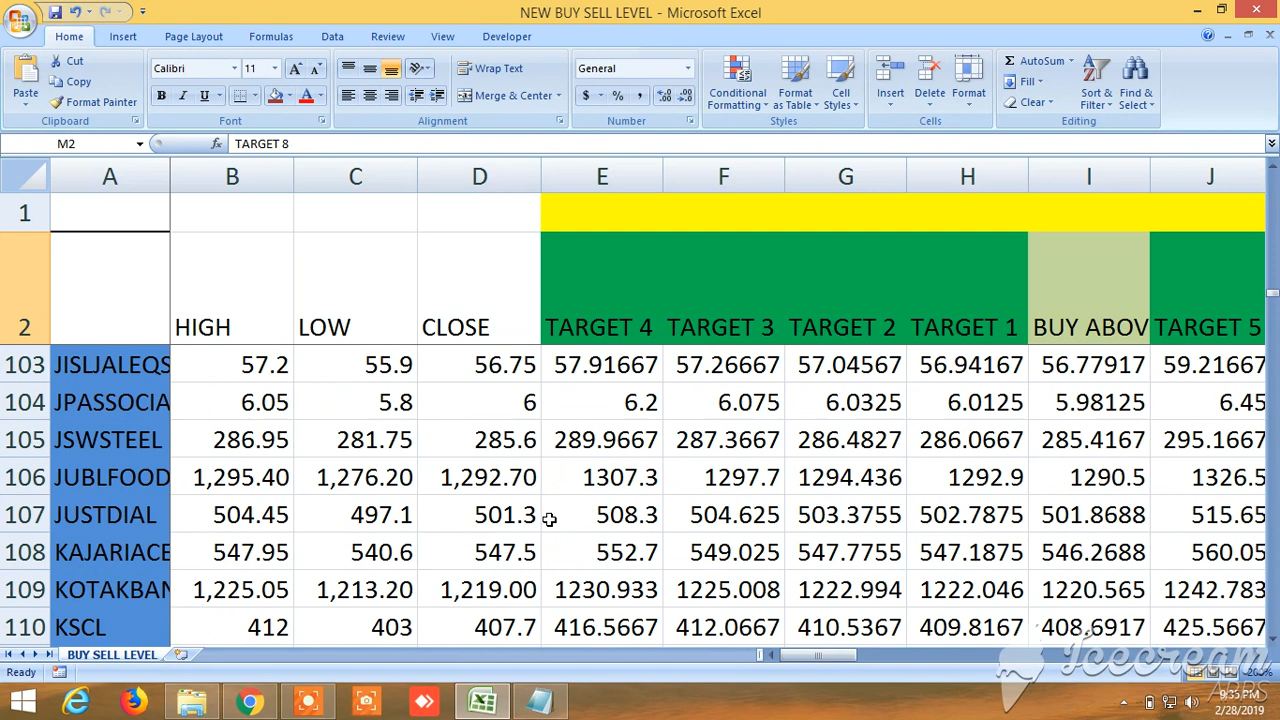 NEW BUY SELL LEVEL - Microsoft Excel
Home Insert Page Layout Formulas Data Review View Developer
Paste Cut Copy Format Painter Clipboard
Calibri 11 B I U Font
Wrap Text Merge & Center Alignment
General $ % , Number
Conditional Formatting Format as Table Cell Styles Styles
Insert Delete Format Cells
Σ AutoSum Fill Clear Sort & Filter Find & Select Editing
M2 fx TARGET 8
A B C D E F G H I J
1
2 HIGH LOW CLOSE TARGET 4 TARGET 3 TARGET 2 TARGET 1 BUY ABOV TARGET 5
103 JISLJALEQS 57.2 55.9 56.75 57.91667 57.26667 57.04567 56.94167 56.77917 59.21667
104 JPASSOCIA 6.05 5.8 6 6.2 6.075 6.0325 6.0125 5.98125 6.45
105 JSWSTEEL 286.95 281.75 285.6 289.9667 287.3667 286.4827 286.0667 285.4167 295.1667
106 JUBLFOOD 1,295.40 1,276.20 1,292.70 1307.3 1297.7 1294.436 1292.9 1290.5 1326.5
107 JUSTDIAL 504.45 497.1 501.3 508.3 504.625 503.3755 502.7875 501.8688 515.65
108 KAJARIACE 547.95 540.6 547.5 552.7 549.025 547.7755 547.1875 546.2688 560.05
109 KOTAKBAN 1,225.05 1,213.20 1,219.00 1230.933 1225.008 1222.994 1222.046 1220.565 1242.783
110 KSCL 412 403 407.7 416.5667 412.0667 410.5367 409.8167 408.6917 425.5667
BUY SELL LEVEL
Ready 200%
Icecream
APPS
9:35 PM
2/28/2019